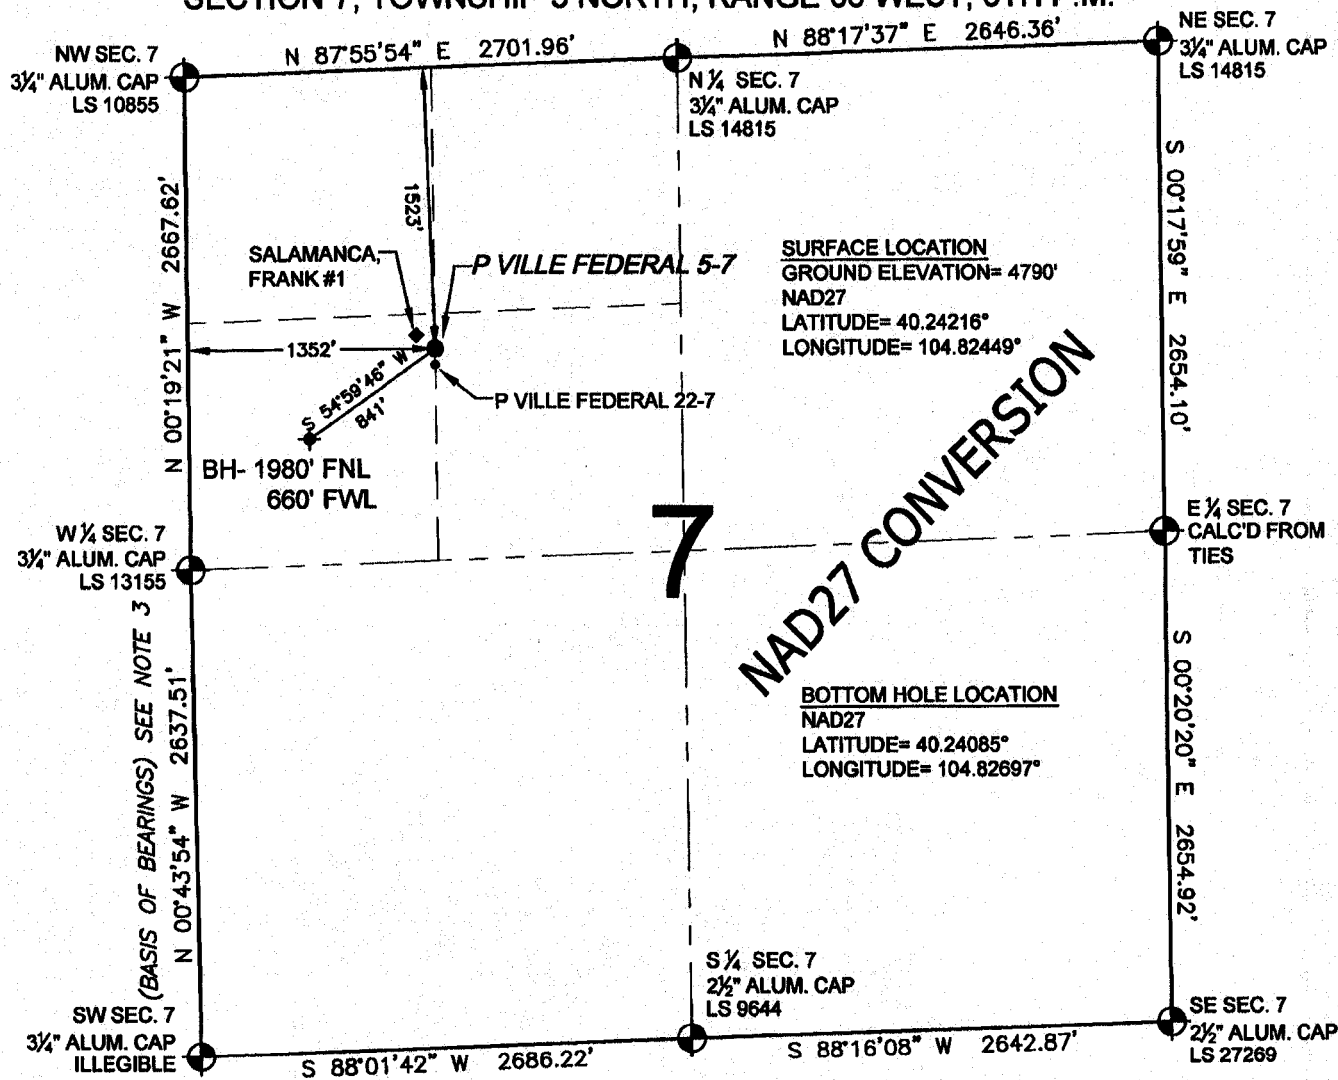 N 87°55'54" E 2701.96'
N 88°17'37" E 2646.36'
NW SEC. 7
3¼" ALUM. CAP
LS 10855
N ¼ SEC. 7
3¼" ALUM. CAP
LS 14815
NE SEC. 7
3¼" ALUM. CAP
LS 14815
N 00°19'21" W 2667.62'
1523'
S 00°17'59" E 2654.10'
SALAMANCA,
FRANK #1
P VILLE FEDERAL 5-7
SURFACE LOCATION
GROUND ELEVATION= 4790'
NAD27
LATITUDE= 40.24216°
LONGITUDE= 104.82449°
1352'
S 54°59'46" W
841'
P VILLE FEDERAL 22-7
BH- 1980' FNL
660' FWL
NAD27 CONVERSION
7
W ¼ SEC. 7
3¼" ALUM. CAP
LS 13155
E ¼ SEC. 7
CALC'D FROM
TIES
(BASIS OF BEARINGS) SEE NOTE 3
N 00°43'54" W 2637.51'
S 00°20'20" E 2654.92'
BOTTOM HOLE LOCATION
NAD27
LATITUDE= 40.24085°
LONGITUDE= 104.82697°
SW SEC. 7
3¼" ALUM. CAP
ILLEGIBLE
S ¼ SEC. 7
2½" ALUM. CAP
LS 9644
SE SEC. 7
2½" ALUM. CAP
LS 27269
S 88°01'42" W 2686.22'
S 88°16'08" W 2642.87'